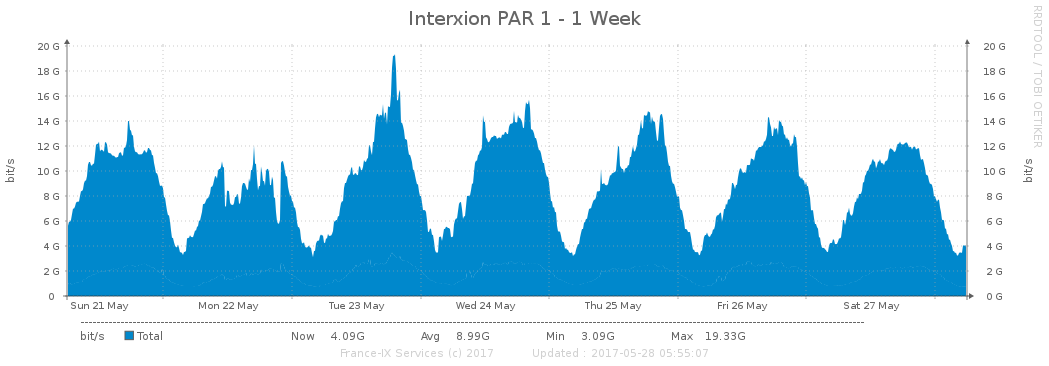 Interxion PAR 1 - 1 Week
RRDTOOL / TOBI OETIKER
20 G 20 G
18 G 18 G
16 G 16 G
14 G 14 G
12 G 12 G
10 G 10 G
8 G 8 G
6 G 6 G
4 G 4 G
2 G 2 G
0 0 G
bit/s
bit/s
Sun 21 May Mon 22 May Tue 23 May Wed 24 May Thu 25 May Fri 26 May Sat 27 May
bit/s Total Now 4.09G Avg 8.99G Min 3.09G Max 19.33G
France-IX Services (c) 2017 Updated : 2017-05-28 05:55:07